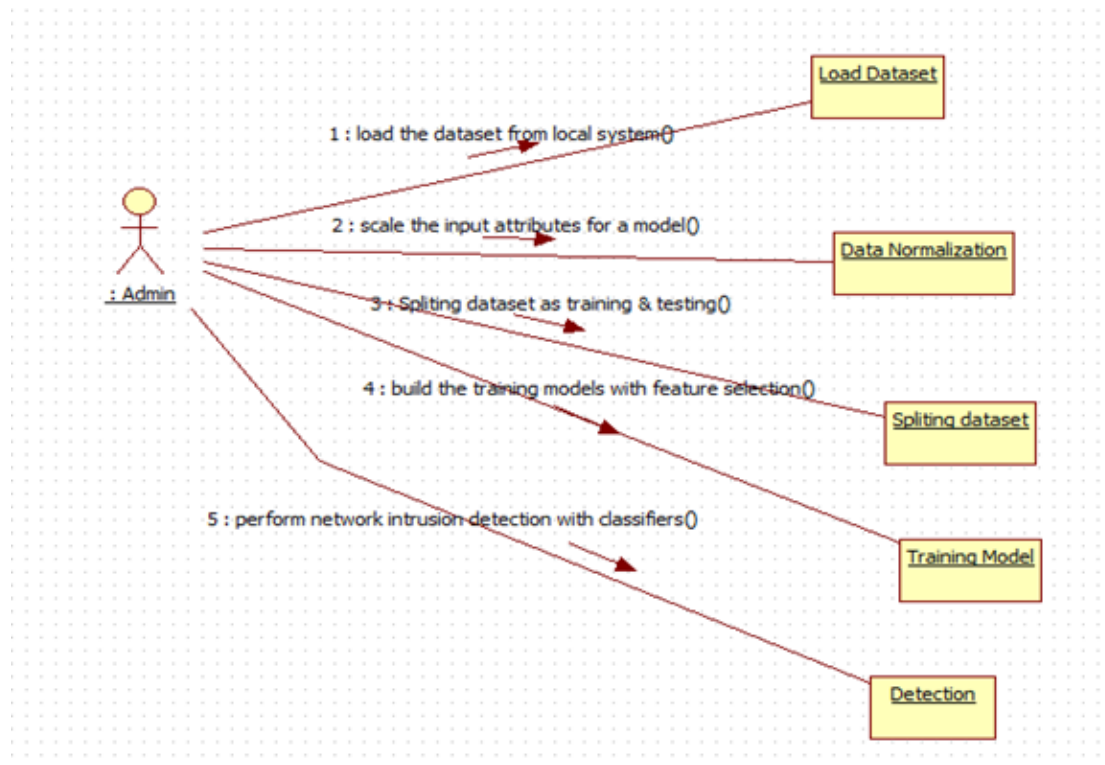 Load Dataset
1 : load the dataset from local system()
2 : scale the input attributes for a model()
Data Normalization
: Admin
3 : Spliting dataset as training & testing()
4 : build the training models with feature selection()
Spliting dataset
5 : perform network intrusion detection with classifiers()
Training Model
Detection